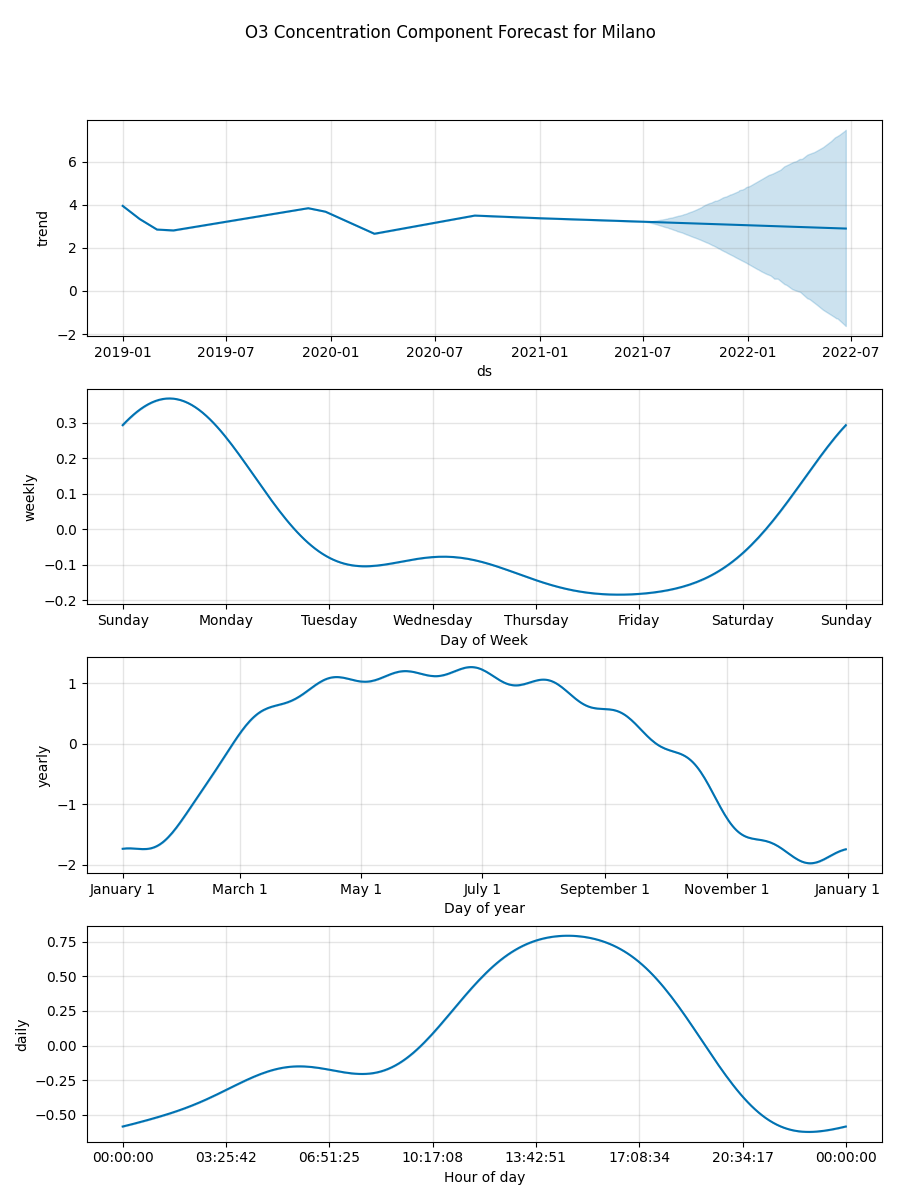 O3 Concentration Component Forecast for Milano
6
4
2
0
−2
trend
2019-01 2019-07 2020-01 2020-07 2021-01 2021-07 2022-01 2022-07
ds
0.3
0.2
0.1
0.0
−0.1
−0.2
weekly
Sunday Monday Tuesday Wednesday Thursday Friday Saturday Sunday
Day of Week
1
0
−1
−2
yearly
January 1 March 1 May 1 July 1 September 1 November 1 January 1
Day of year
0.75
0.50
0.25
0.00
−0.25
−0.50
daily
00:00:00 03:25:42 06:51:25 10:17:08 13:42:51 17:08:34 20:34:17 00:00:00
Hour of day